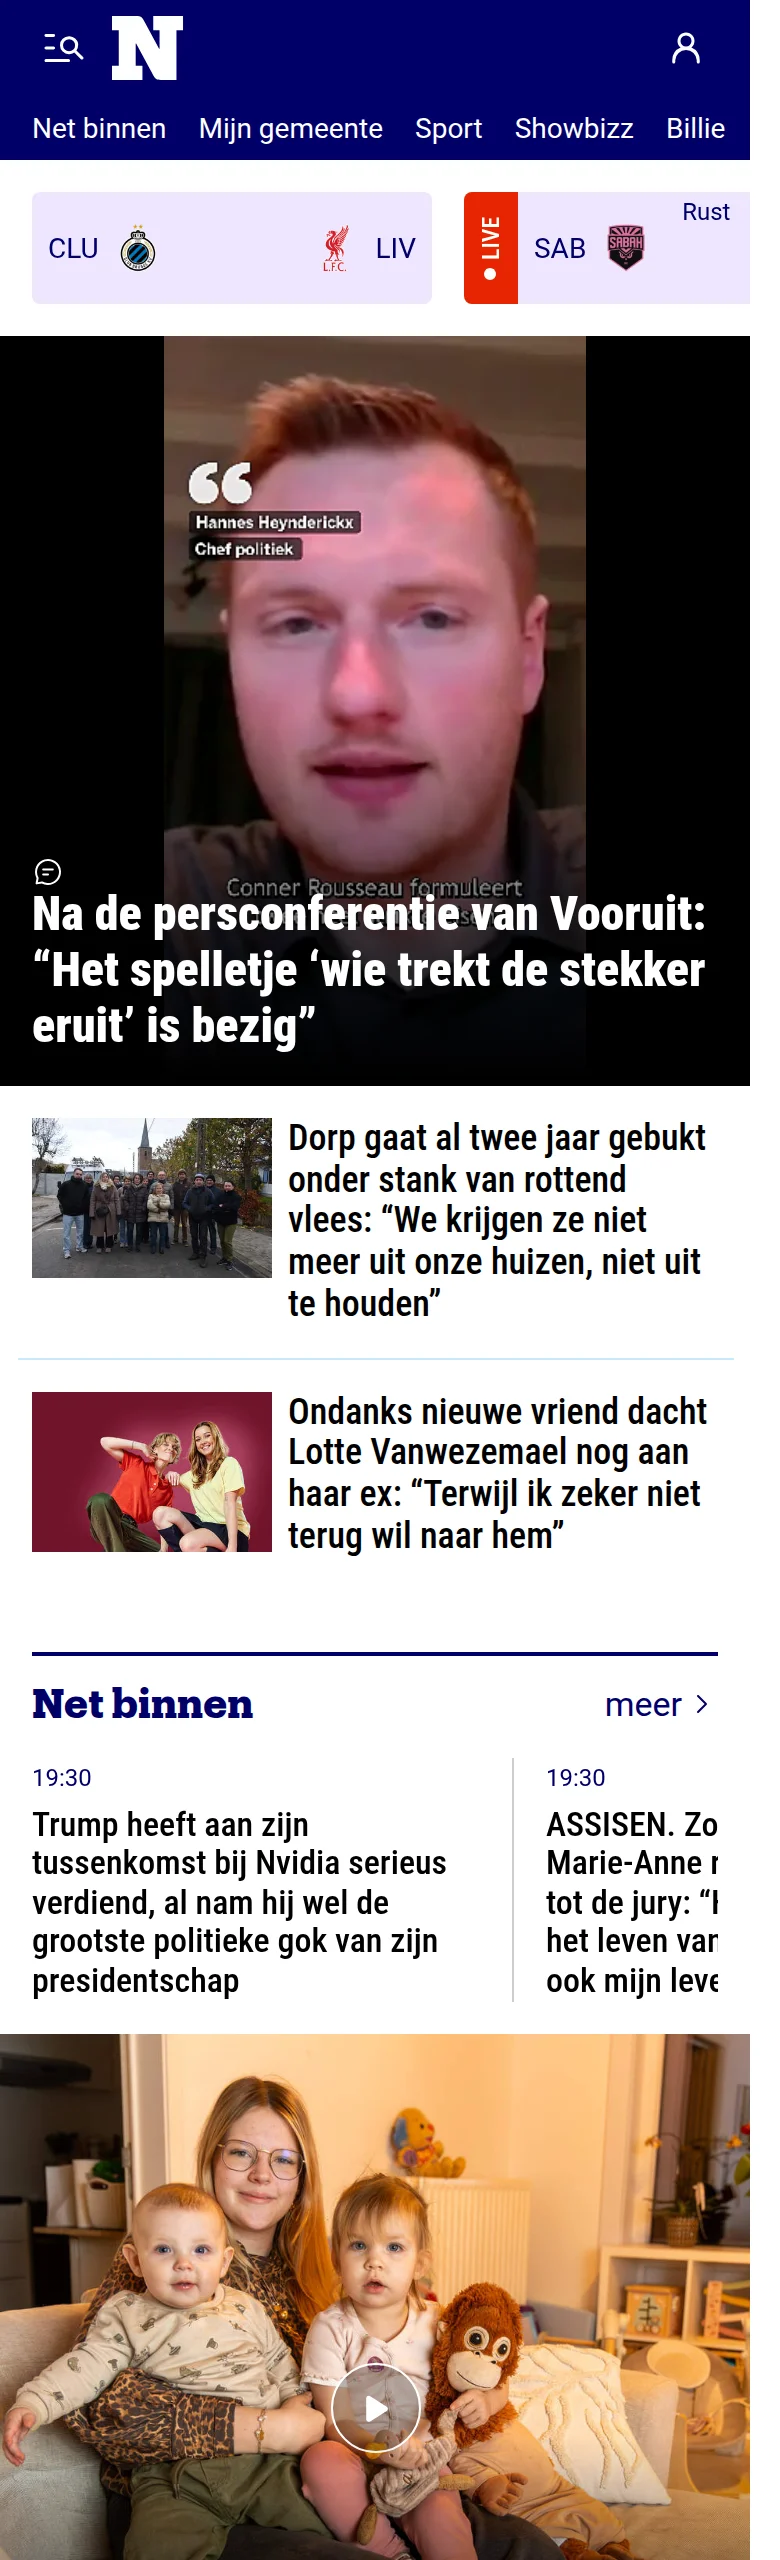 N
Net binnen Mijn gemeente Sport Showbizz Billie
CLU
L.F.C.
LIV
LIVE
SAB
SABAH
Rust
Hannes Heynderickx
Chef politiek
Conner Rousseau formuleert
Na de persconferentie van Vooruit:
“Het spelletje ‘wie trekt de stekker
eruit’ is bezig”
Dorp gaat al twee jaar gebukt
onder stank van rottend
vlees: “We krijgen ze niet
meer uit onze huizen, niet uit
te houden”
Ondanks nieuwe vriend dacht
Lotte Vanwezemael nog aan
haar ex: “Terwijl ik zeker niet
terug wil naar hem”
Net binnen
meer
19:30
Trump heeft aan zijn
tussenkomst bij Nvidia serieus
verdiend, al nam hij wel de
grootste politieke gok van zijn
presidentschap
19:30
ASSISEN. Zo
Marie-Anne
tot de jury:
het leven van
ook mijn leve